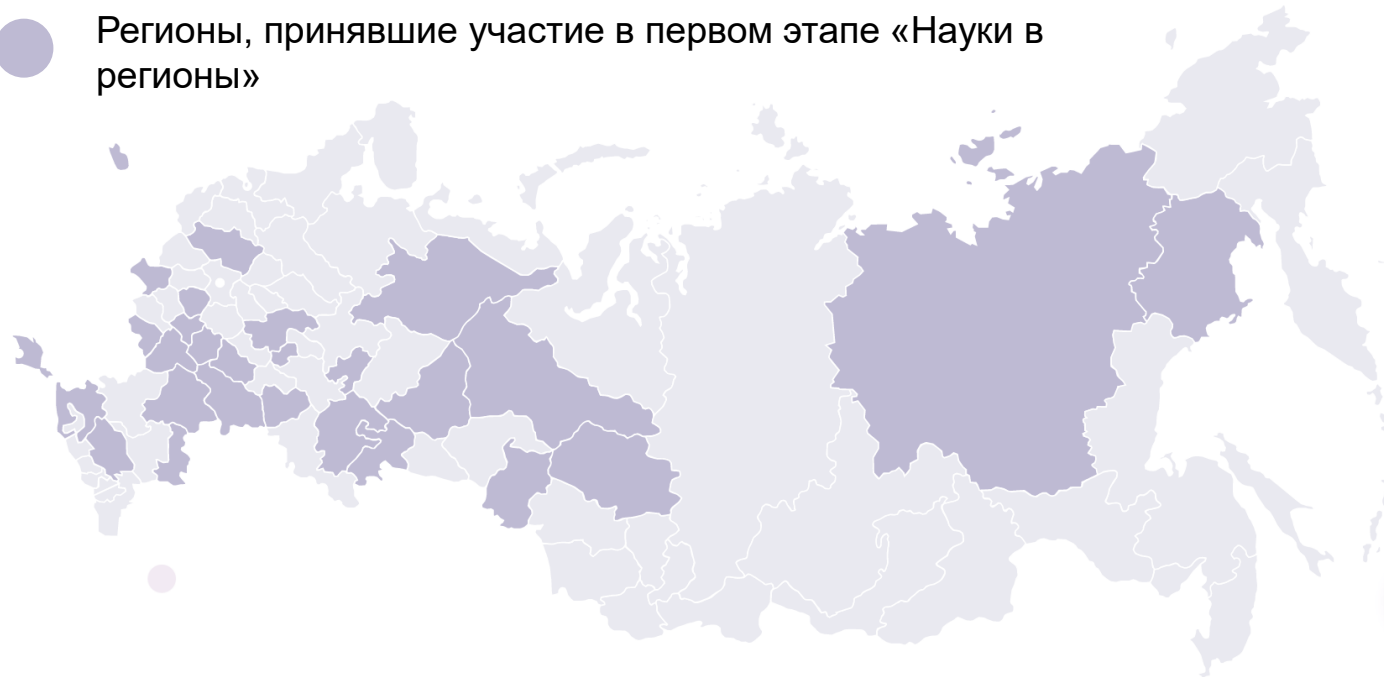 Регионы, принявшие участие в первом этапе «Науки в
регионы»